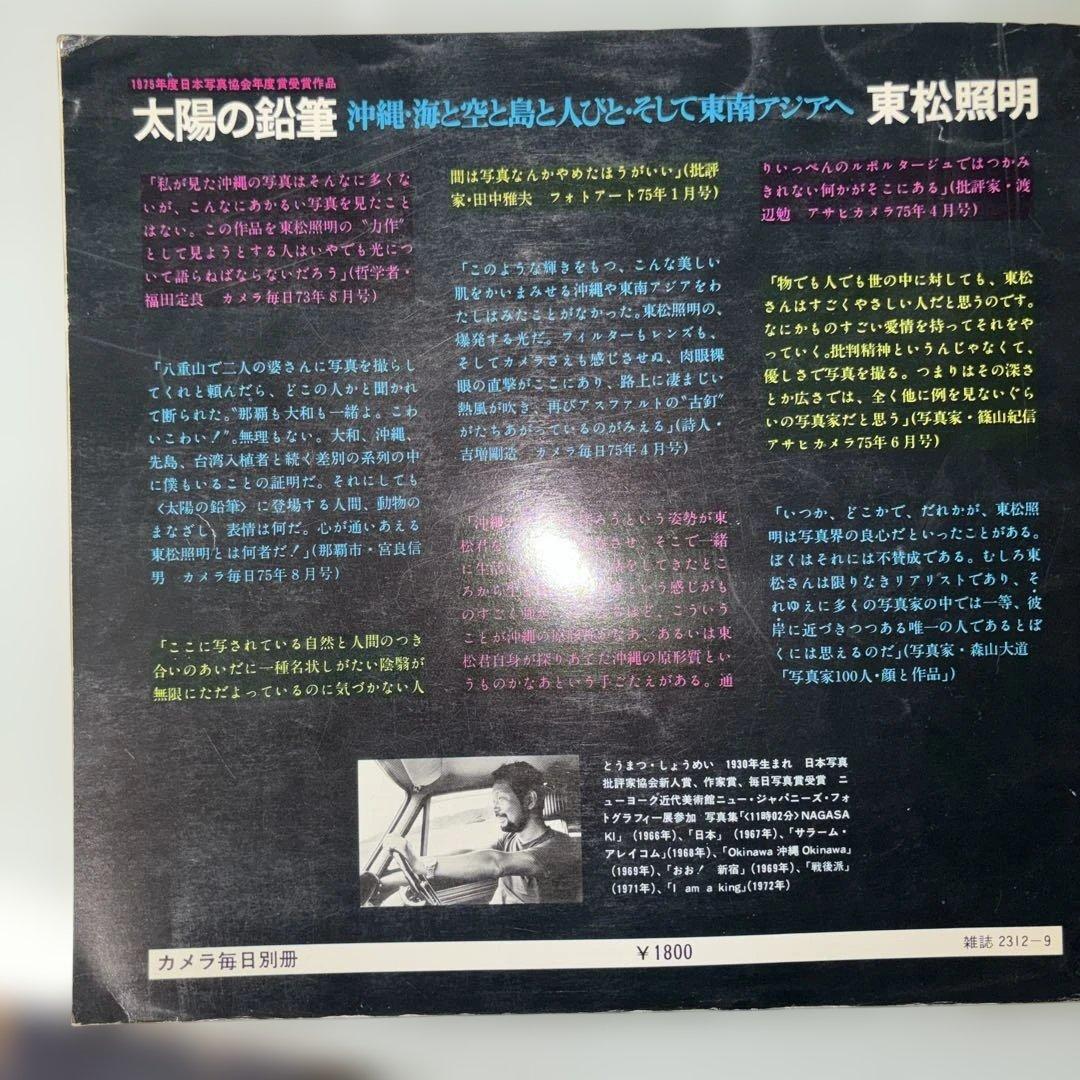 1975年度日本写真協会年度賞受賞作品
太陽の鉛筆 沖縄・海と空と島と人びと・そして東南アジアへ 東松照明
「私が見た沖縄の写真はそんなに多くな
いが、こんなにあかるい写真を見たこと
はない。この作品を東松照明の〝力作〟
として見ようとする人はいやでも光につ
いて語らねばならないだろう」(哲学者・
福田定良 カメラ毎日73年8月号)
「八重山で二人の婆さんに写真を撮らし
てくれと頼んだら、どこの人かと聞かれ
て断られた。〝那覇も大和も一緒よ。こわ
いこわい!〟。無理もない。大和、沖縄、
先島、台湾入植者と続く差別の系列の中
に僕もいることの証明だ。それにしても
〈太陽の鉛筆〉に登場する人間、動物の
まなざし、表情は何だ。心が通いあえる
東松照明とは何者だ!」(那覇市・宮良信
男 カメラ毎日75年8月号)
「ここに写されている自然と人間のつき
合いのあいだに一種名状しがたい陰翳が
無限にただよっているのに気づかない人
間は写真なんかやめたほうがいい」(批評
家・田中雅夫 フォトアート75年1月号)
「このような輝きをもつ、こんな美しい
肌をかいまみせる沖縄や東南アジアをわ
たしはみたことがなかった。東松照明の、
爆発する光だ。フィルターもレンズも、
そしてカメラさえも感じさせぬ、肉眼裸
眼の直撃がここにあり、路上に凄まじい
熱風が吹き、再びアスファルトの〝古釘〟
がたちあがっているのがみえる」(詩人・
吉増剛造 カメラ毎日75年4月号)
「沖縄 ろうという姿勢が東
松君を させ、そこで一緒
に生 をしてきたとこ
ろから という感じがも
のすごく ほど、こういう
ことが沖縄の原形質かなあ、あるいは東
松君自身が探りあてた沖縄の原形質とい
うものかなあという手ごたえがある。通
りいっぺんのルポルタージュではつかみ
きれない何かがそこにある」(批評家・渡
辺勉 アサヒカメラ75年4月号)
「物でも人でも世の中に対しても、東松
さんはすごくやさしい人だと思うのです。
なにかものすごい愛情を持ってそれをや
っていく。批判精神というんじゃなくて、
優しさで写真を撮る。つまりはその深さ
とか広さでは、全く他に例を見ないぐら
いの写真家だと思う」(写真家・篠山紀信
アサヒカメラ75年6月号)
「いつか、どこかで、だれかが、東松照
明は写真界の良心だといったことがある。
ぼくはそれには不賛成である。むしろ東
松さんは限りなきリアリストであり、そ
れゆえに多くの写真家の中では一等、彼
岸に近づきつつある唯一の人であるとぼ
くには思えるのだ」(写真家・森山大道
「写真家100人・顔と作品」)
とうまつ・しょうめい 1930年生まれ 日本写真
批評家協会新人賞、作家賞、毎日写真賞受賞 ニ
ューヨーク近代美術館ニュー・ジャパニーズ・フォ
トグラフィー展参加 写真集「〈11時02分〉NAGASA
KI」(1966年)、「日本」(1967年)、「サラーム・
アレイコム」(1968年)、「Okinawa 沖縄 Okinawa」
(1969年)、「おお! 新宿」(1969年)、「戦後派」
(1971年)、「I am a king」(1972年)
カメラ毎日別冊 ¥1800 雑誌 2312-9